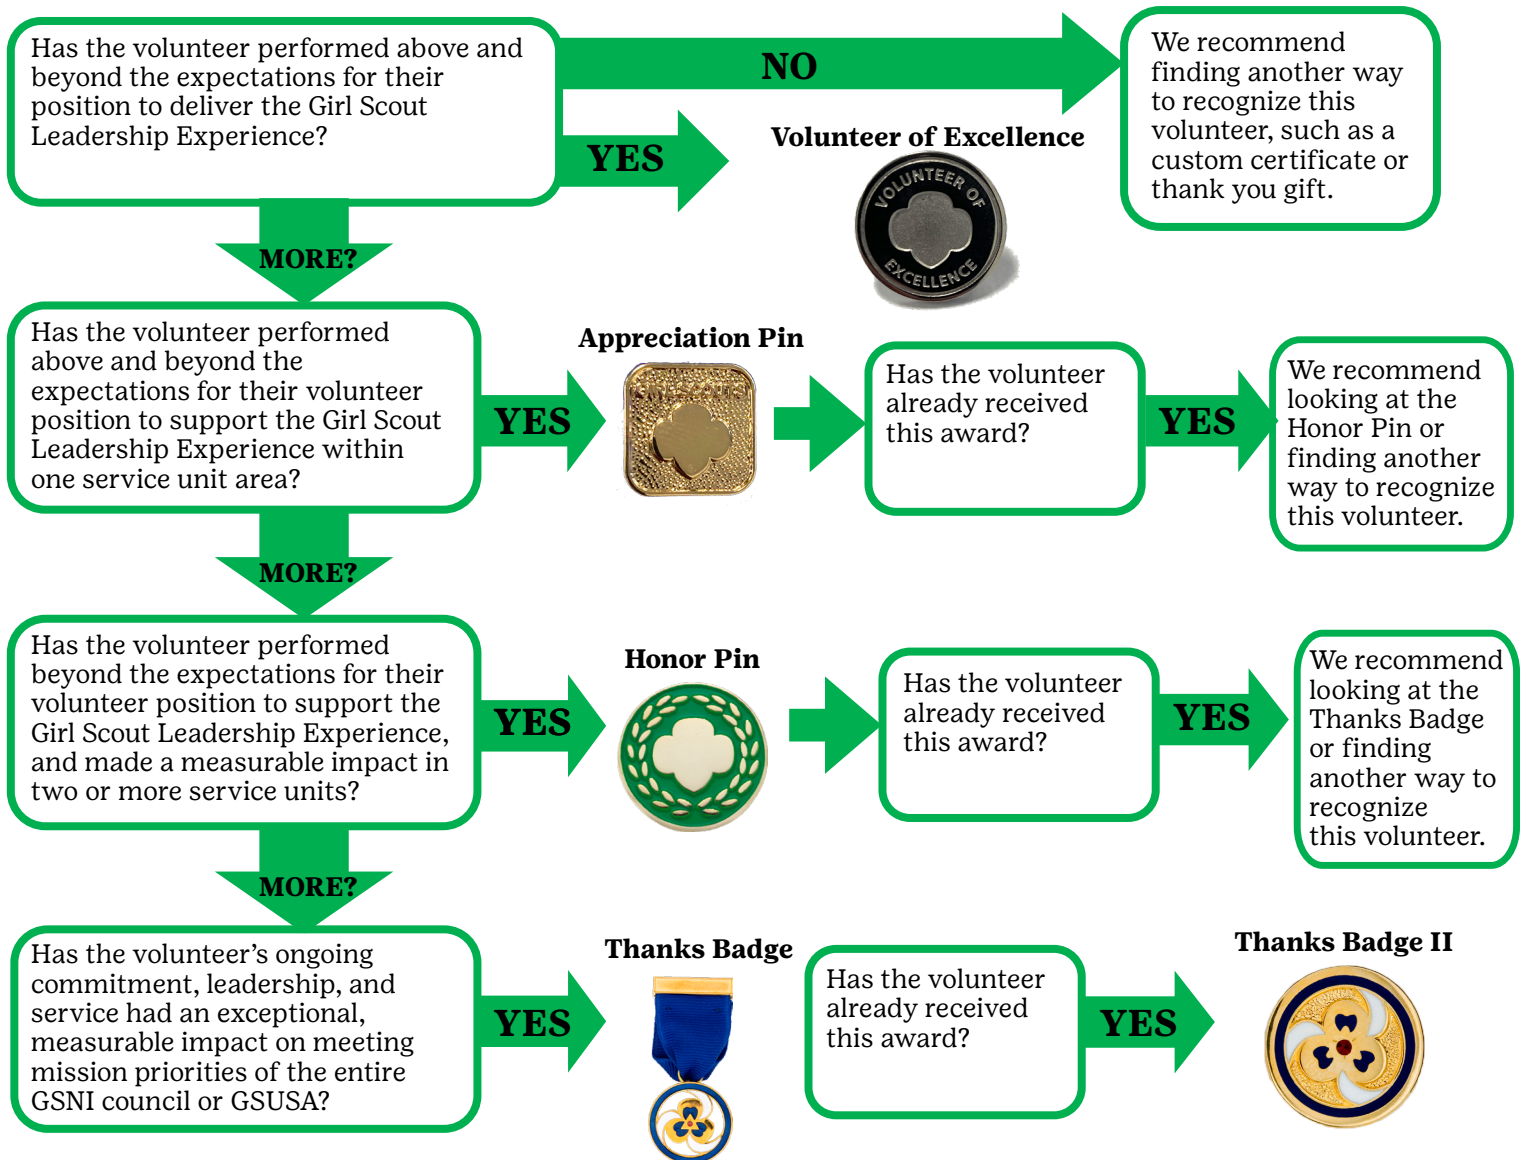 Has the volunteer performed above and
beyond the expectations for their
position to deliver the Girl Scout
Leadership Experience?
NO
We recommend
finding another way
to recognize this
volunteer, such as a
custom certificate or
thank you gift.
YES
Volunteer of Excellence
VOLUNTEER OF
EXCELLENCE
MORE?
Has the volunteer performed
above and beyond the
expectations for their volunteer
position to support the Girl Scout
Leadership Experience within
one service unit area?
YES
Appreciation Pin
Has the volunteer
already received
this award?
YES
We recommend
looking at the
Honor Pin or
finding another
way to recognize
this volunteer.
MORE?
Has the volunteer performed
beyond the expectations for their
volunteer position to support the
Girl Scout Leadership Experience,
and made a measurable impact in
two or more service units?
YES
Honor Pin
Has the volunteer
already received
this award?
YES
We recommend
looking at the
Thanks Badge
or finding
another way to
recognize
this volunteer.
MORE?
Has the volunteer’s ongoing
commitment, leadership, and
service had an exceptional,
measurable impact on meeting
mission priorities of the entire
GSNI council or GSUSA?
YES
Thanks Badge
Has the volunteer
already received
this award?
YES
Thanks Badge II